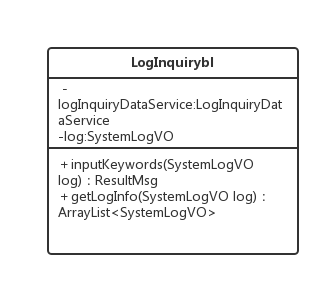 LogInquirybl
-
logInquiryDataService:LogInquiryDat
aService
-log:SystemLogVO
+inputKeywords(SystemLogVO
log) : ResultMsg
+getLogInfo(SystemLogVO log) :
ArrayList<SystemLogVO>